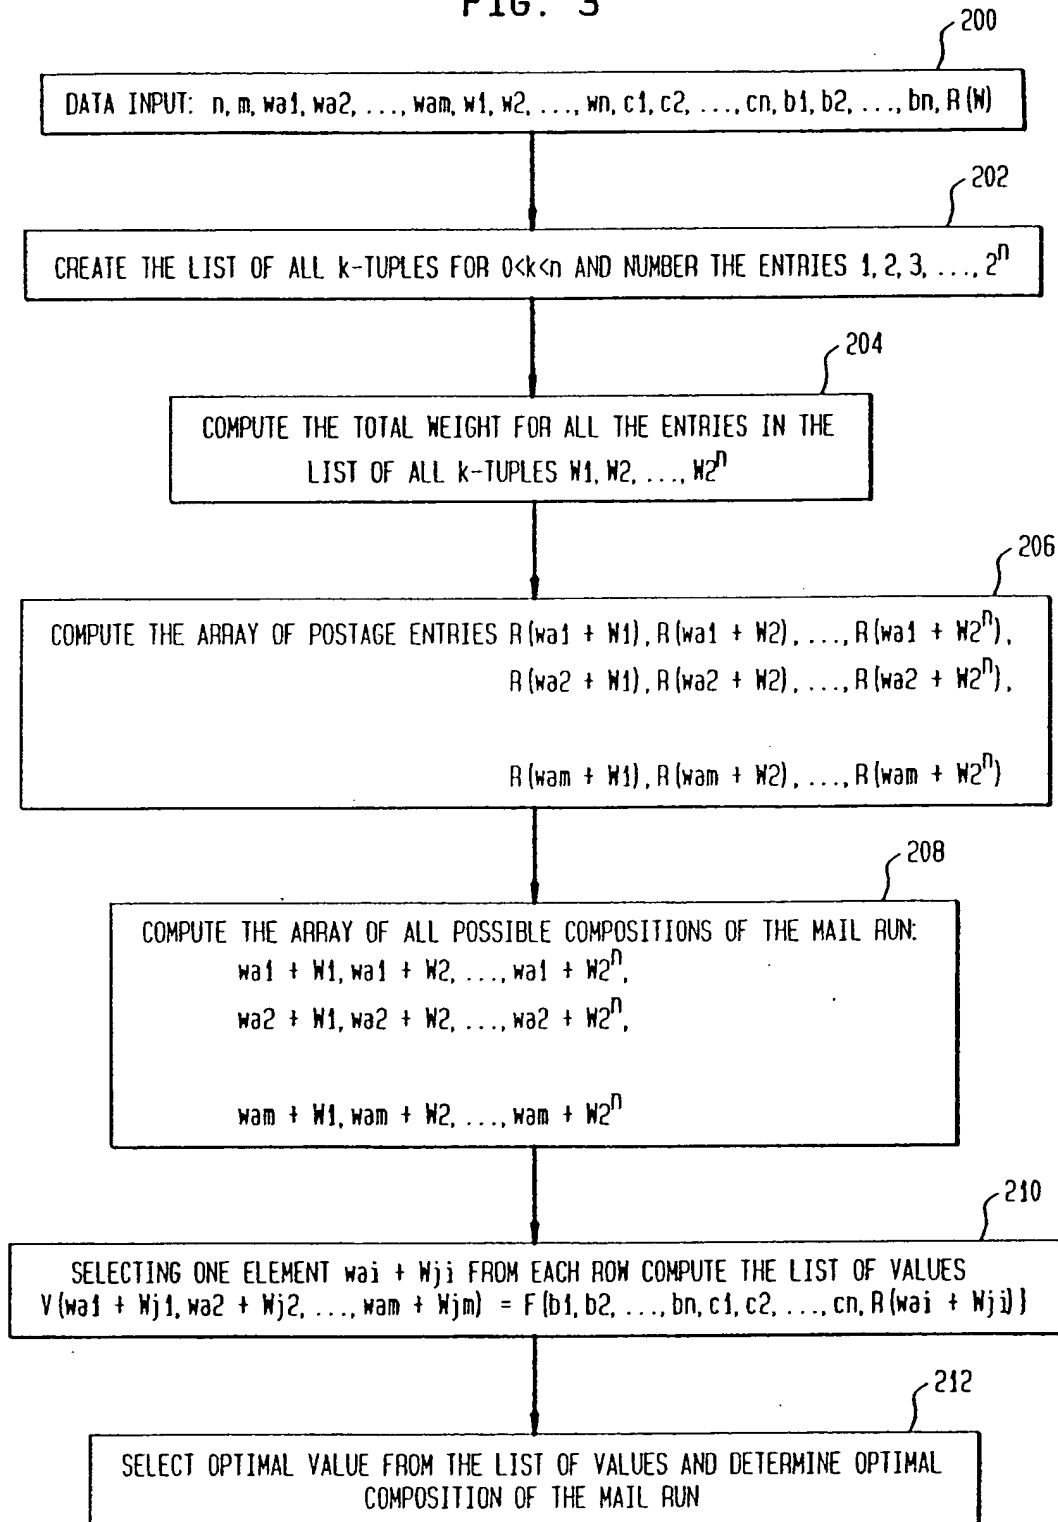 FIG. 3
200
DATA INPUT: n, m, wa1, wa2, ..., wam, w1, w2, ..., wn, c1, c2, ..., cn, b1, b2, ..., bn, R(W)
202
CREATE THE LIST OF ALL k-TUPLES FOR 0<k<n AND NUMBER THE ENTRIES 1, 2, 3, ..., 2^n
204
COMPUTE THE TOTAL WEIGHT FOR ALL THE ENTRIES IN THE
LIST OF ALL k-TUPLES W1, W2, ..., W2^n
206
COMPUTE THE ARRAY OF POSTAGE ENTRIES R(wa1 + W1), R(wa1 + W2), ..., R(wa1 + W2^n),
R(wa2 + W1), R(wa2 + W2), ..., R(wa2 + W2^n),
R(wam + W1), R(wam + W2), ..., R(wam + W2^n)
208
COMPUTE THE ARRAY OF ALL POSSIBLE COMPOSITIONS OF THE MAIL RUN:
wa1 + W1, wa1 + W2, ..., wa1 + W2^n,
wa2 + W1, wa2 + W2, ..., wa2 + W2^n,
wam + W1, wam + W2, ..., wam + W2^n
210
SELECTING ONE ELEMENT wai + Wji FROM EACH ROW COMPUTE THE LIST OF VALUES
V(wa1 + Wj1, wa2 + Wj2, ..., wam + Wjm) = F(b1, b2, ..., bn, c1, c2, ..., cn, R(wai + Wji))
212
SELECT OPTIMAL VALUE FROM THE LIST OF VALUES AND DETERMINE OPTIMAL
COMPOSITION OF THE MAIL RUN